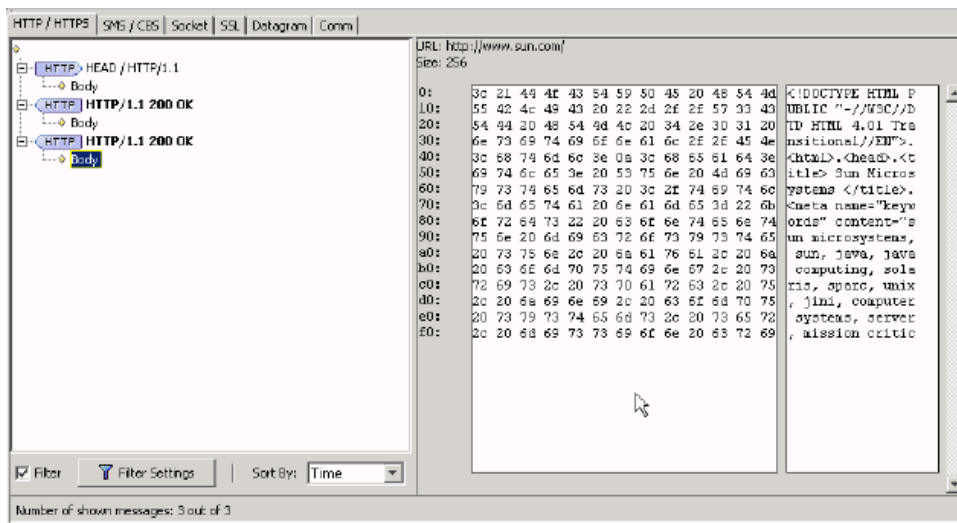 HTTP / HTTPS SMS / CBS Socket SSL Datagram Comm
HTTP HEAD / HTTP/1.1
Body
HTTP HTTP/1.1 200 OK
Body
HTTP HTTP/1.1 200 OK
Body
URL: http://www.sun.com/
Size: 256
0: 3c 21 44 4f 43 54 59 50 45 20 48 54 4d <!DOCTYPE HTML P
10: 55 42 4c 49 43 20 22 2d 2f 2f 57 33 43 UBLIC "-//W3C//D
20: 54 44 20 48 54 4d 4c 20 34 2e 30 31 20 TD HTML 4.01 Tra
30: 6e 73 69 74 69 6f 6e 61 6c 2f 2f 45 4e nsitional//EN">.
40: 3c 68 74 6d 6c 3e 0a 3c 68 65 61 64 3e <html>.<head>.<t
50: 69 74 6c 65 3e 20 53 75 6e 20 4d 69 63 itle> Sun Micros
60: 79 73 74 65 6d 73 20 3c 2f 74 69 74 6c ystems </title>.
70: 3c 6d 65 74 61 20 6e 61 6d 65 3d 22 6b <meta name="keyw
80: 6f 72 64 73 22 20 63 6f 6e 74 65 6e 74 ords" content="s
90: 75 6e 20 6d 69 63 72 6f 73 79 73 74 65 un microsystems,
a0: 20 73 75 6e 2c 20 6a 61 76 61 2c 20 6a sun, java, java
b0: 20 63 6f 6d 70 75 74 69 6e 67 2c 20 73 computing, sola
c0: 72 69 73 2c 20 73 70 61 72 63 2c 20 75 ris, sparc, unix
d0: 2c 20 6a 69 6e 69 2c 20 63 6f 6d 70 75 , jini, computer
e0: 20 73 79 73 74 65 6d 73 2c 20 73 65 72 systems, server
f0: 2c 20 6d 69 73 73 69 6f 6e 20 63 72 69 , mission critic
Filter Filter Settings Sort By: Time
Number of shown messages: 3 out of 3